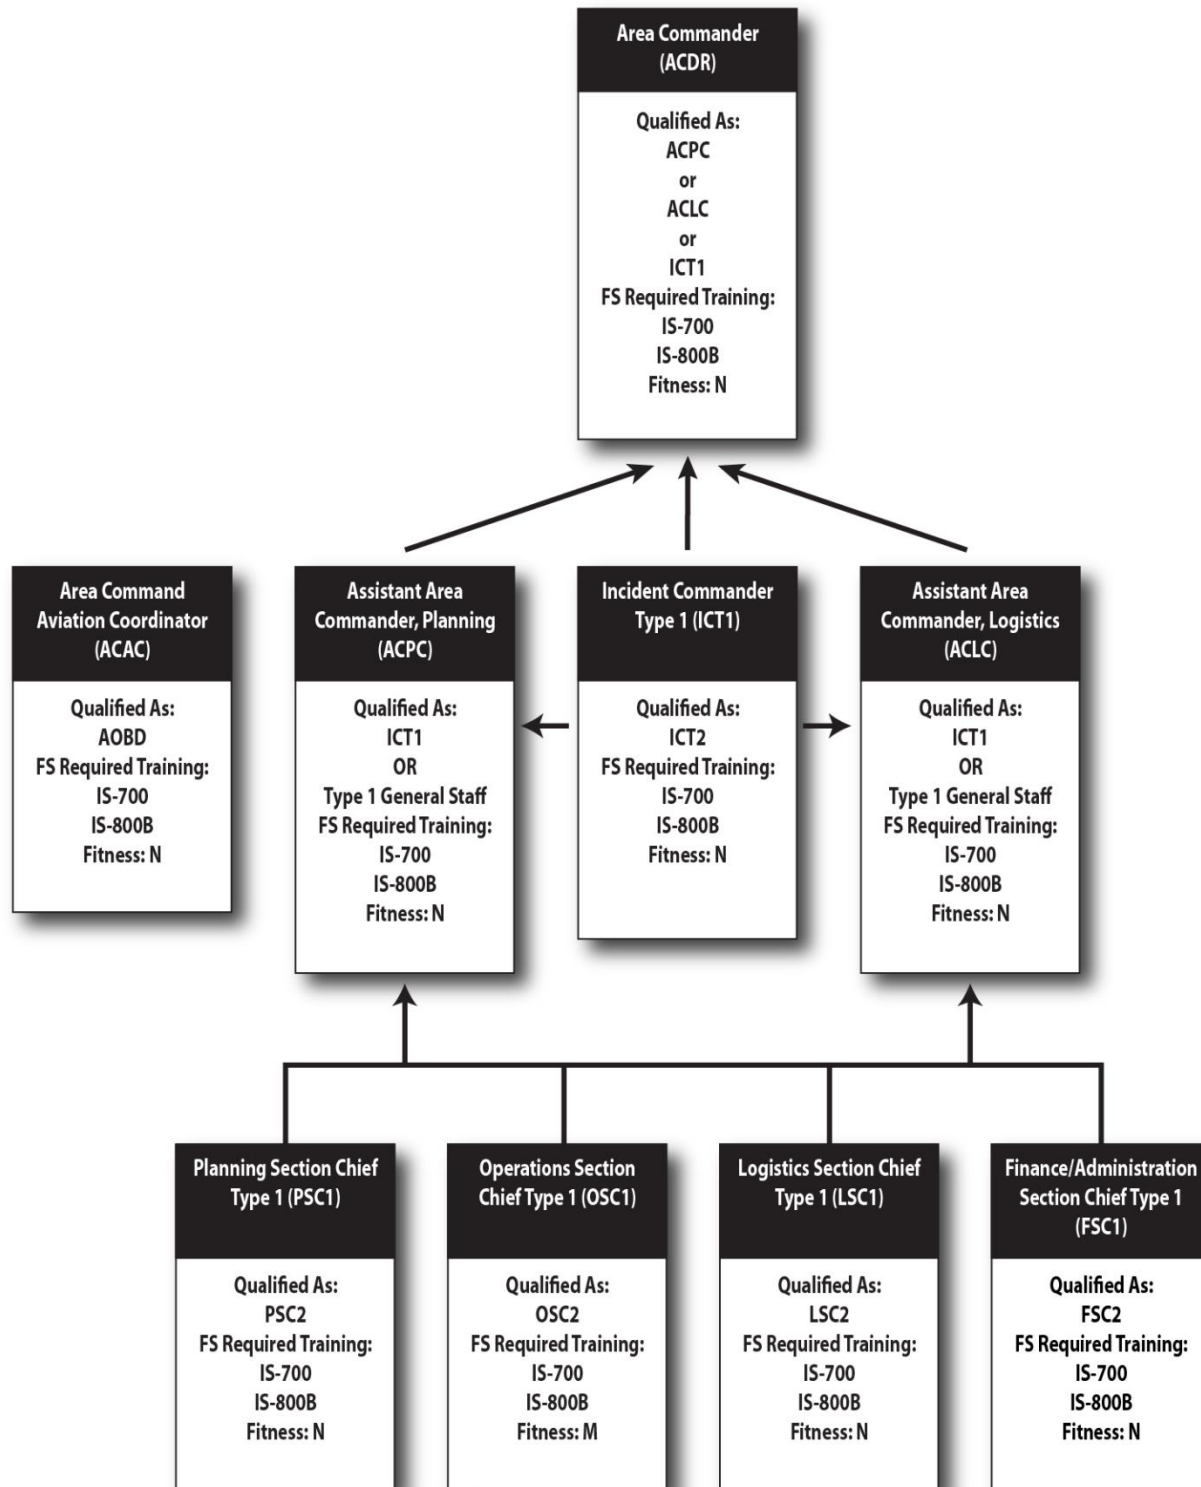 Area Commander
(ACDR)
Qualified As:
ACPC
or
ACLC
or
ICT1
FS Required Training:
IS-700
IS-800B
Fitness: N
Area Command
Aviation Coordinator
(ACAC)
Qualified As:
AOBD
FS Required Training:
IS-700
IS-800B
Fitness: N
Assistant Area
Commander, Planning
(ACPC)
Qualified As:
ICT1
OR
Type 1 General Staff
FS Required Training:
IS-700
IS-800B
Fitness: N
Incident Commander
Type 1 (ICT1)
Qualified As:
ICT2
FS Required Training:
IS-700
IS-800B
Fitness: N
Assistant Area
Commander, Logistics
(ACLC)
Qualified As:
ICT1
OR
Type 1 General Staff
FS Required Training:
IS-700
IS-800B
Fitness: N
Planning Section Chief
Type 1 (PSC1)
Qualified As:
PSC2
FS Required Training:
IS-700
IS-800B
Fitness: N
Operations Section
Chief Type 1 (OSC1)
Qualified As:
OSC2
FS Required Training:
IS-700
IS-800B
Fitness: M
Logistics Section Chief
Type 1 (LSC1)
Qualified As:
LSC2
FS Required Training:
IS-700
IS-800B
Fitness: N
Finance/Administration
Section Chief Type 1
(FSC1)
Qualified As:
FSC2
FS Required Training:
IS-700
IS-800B
Fitness: N